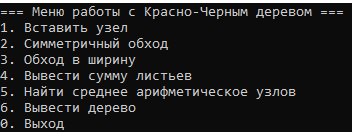 === Меню работы с Красно-Черным деревом ===
1. Вставить узел
2. Симметричный обход
3. Обход в ширину
4. Вывести сумму листьев
5. Найти среднее арифметическое узлов
6. Вывести дерево
0. Выход